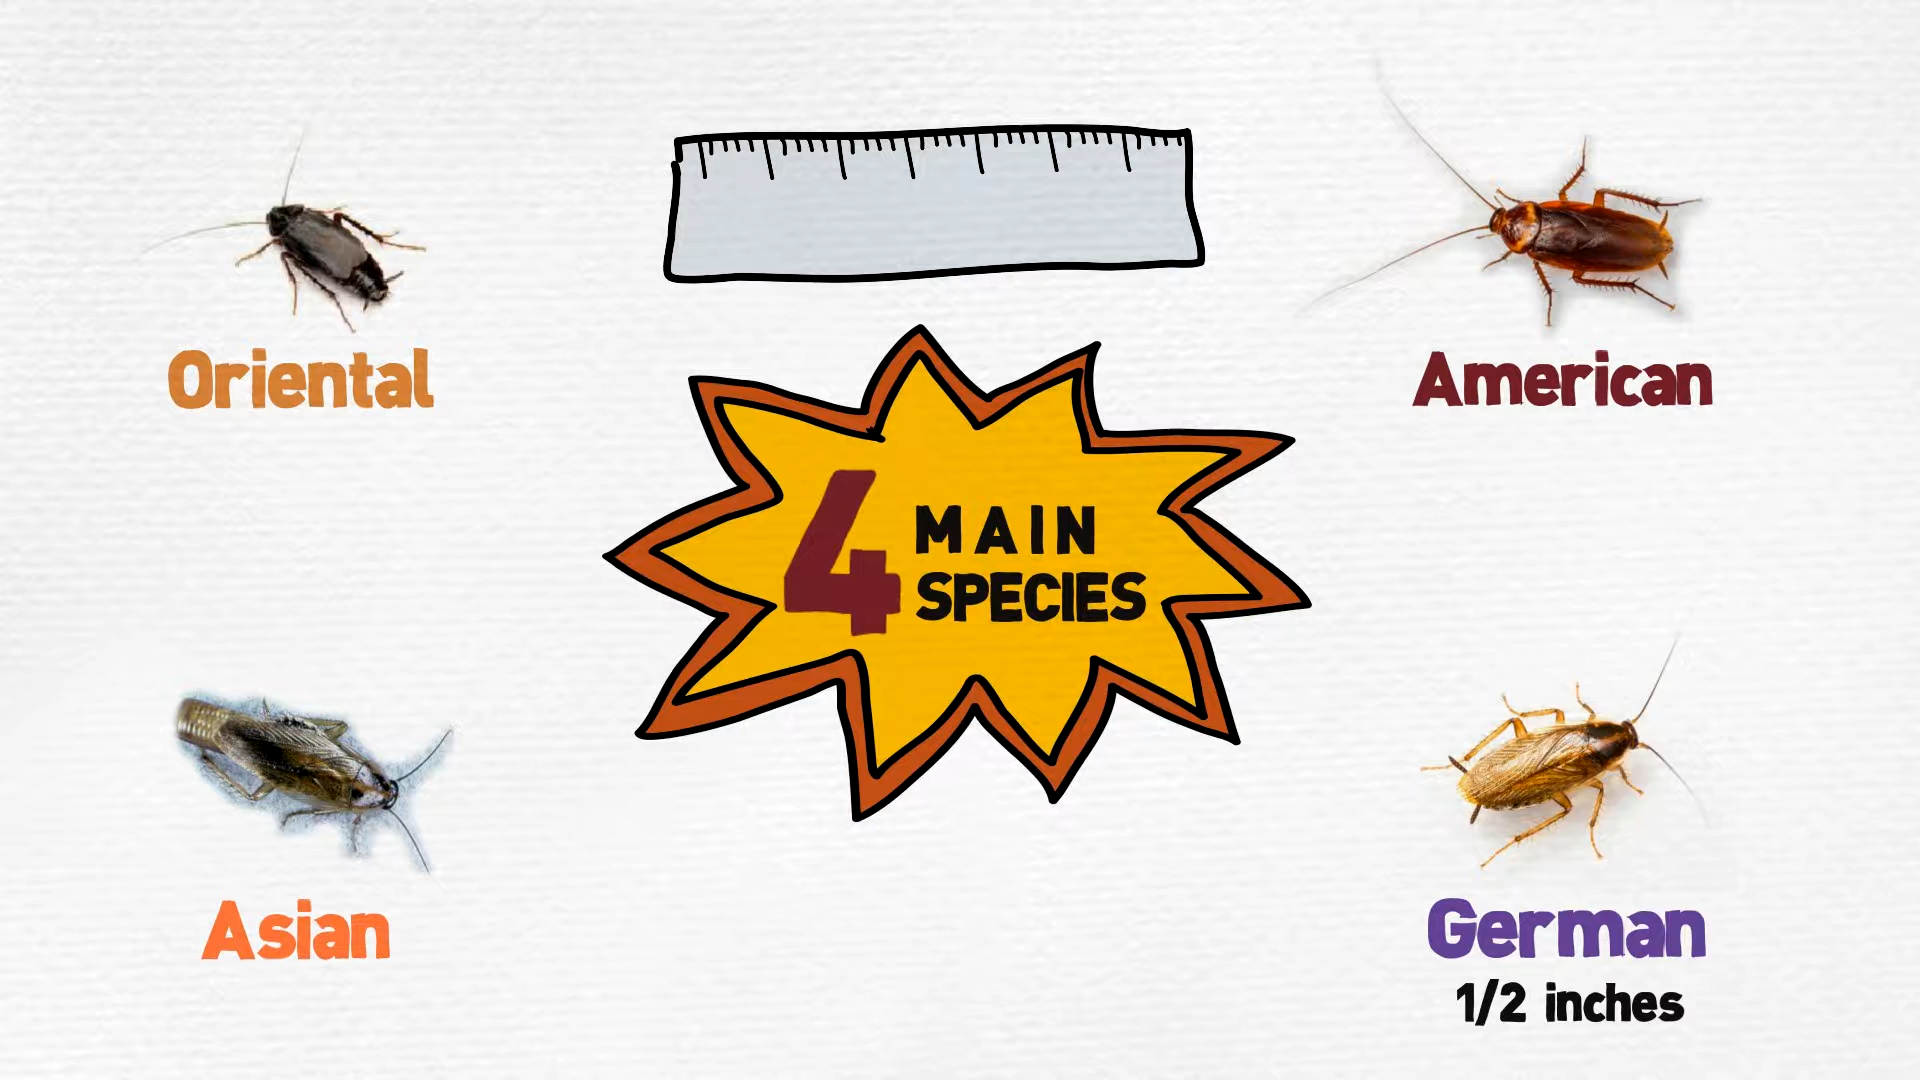 Oriental
American
4
MAIN
SPECIES
Asian
German
1/2 inches